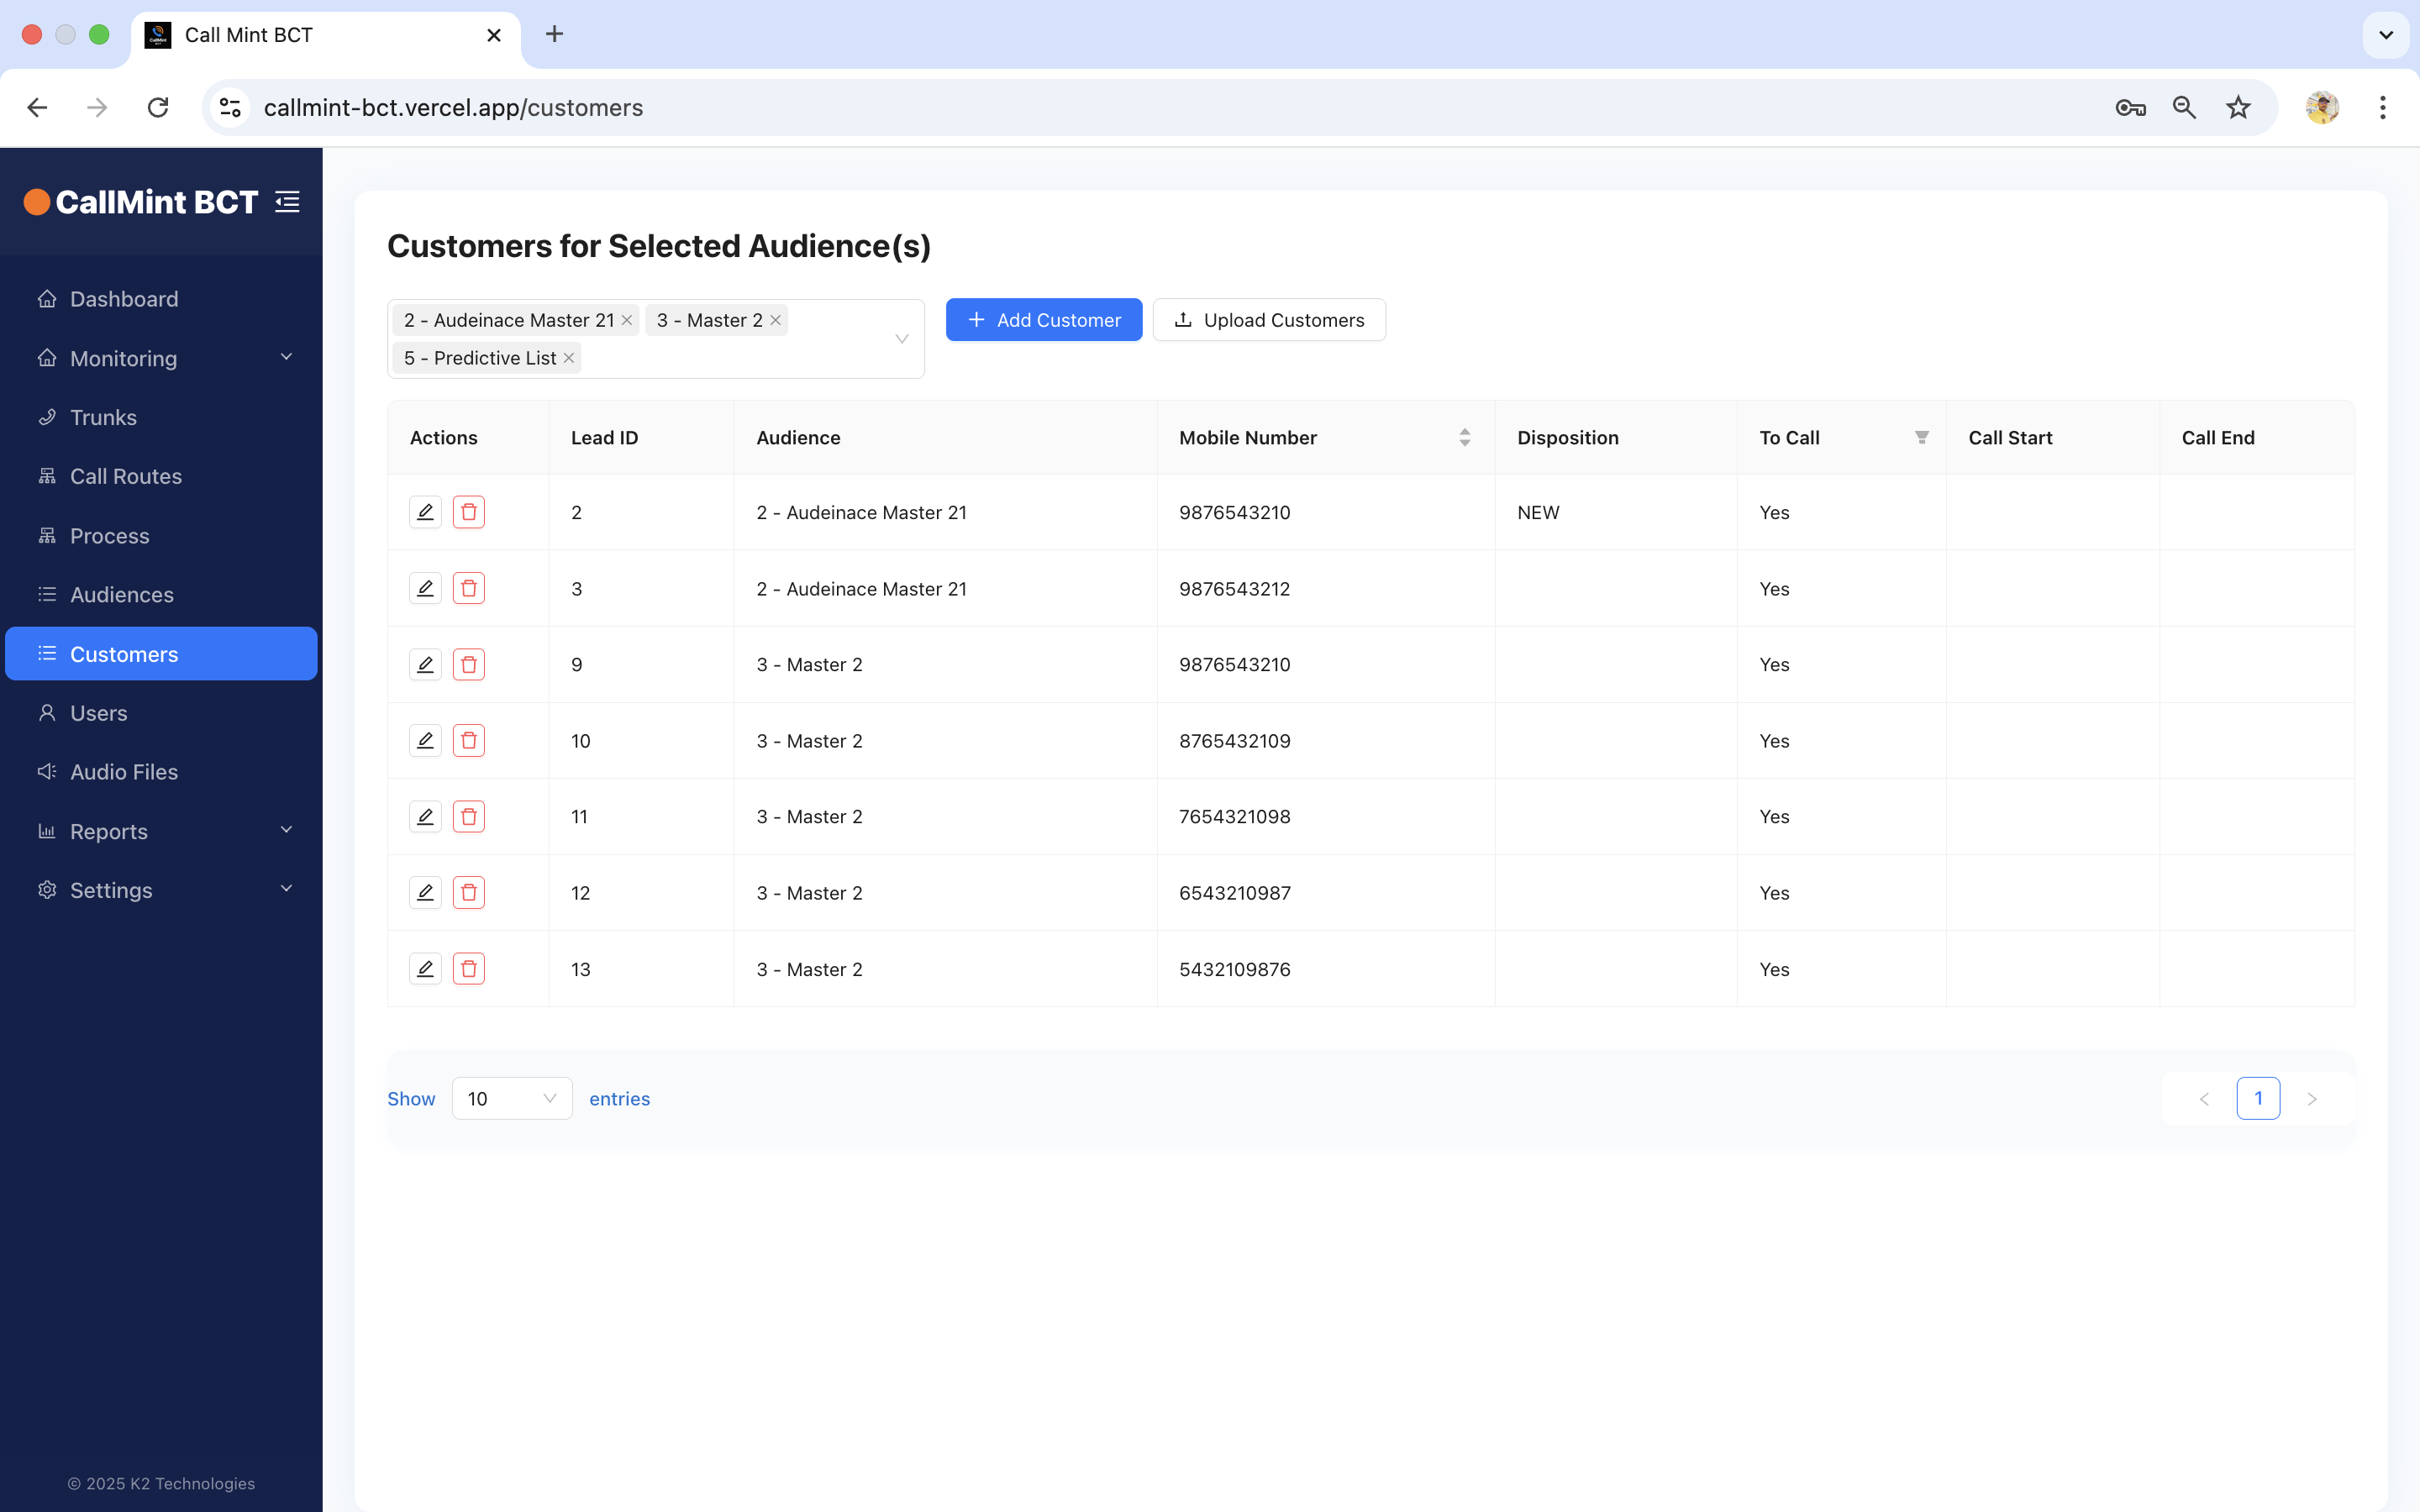 Call Mint BCT
callmint-bct.vercel.app/customers
CallMint BCT
Dashboard
Monitoring
Trunks
Call Routes
Process
Audiences
Customers
Users
Audio Files
Reports
Settings
© 2025 K2 Technologies
Customers for Selected Audience(s)
2 - Audeinace Master 21 3 - Master 2
5 - Predictive List
Add Customer Upload Customers
Actions Lead ID Audience Mobile Number Disposition To Call Call Start Call End
2 2 - Audeinace Master 21 9876543210 NEW Yes
3 2 - Audeinace Master 21 9876543212 Yes
9 3 - Master 2 9876543210 Yes
10 3 - Master 2 8765432109 Yes
11 3 - Master 2 7654321098 Yes
12 3 - Master 2 6543210987 Yes
13 3 - Master 2 5432109876 Yes
Show 10 entries 1